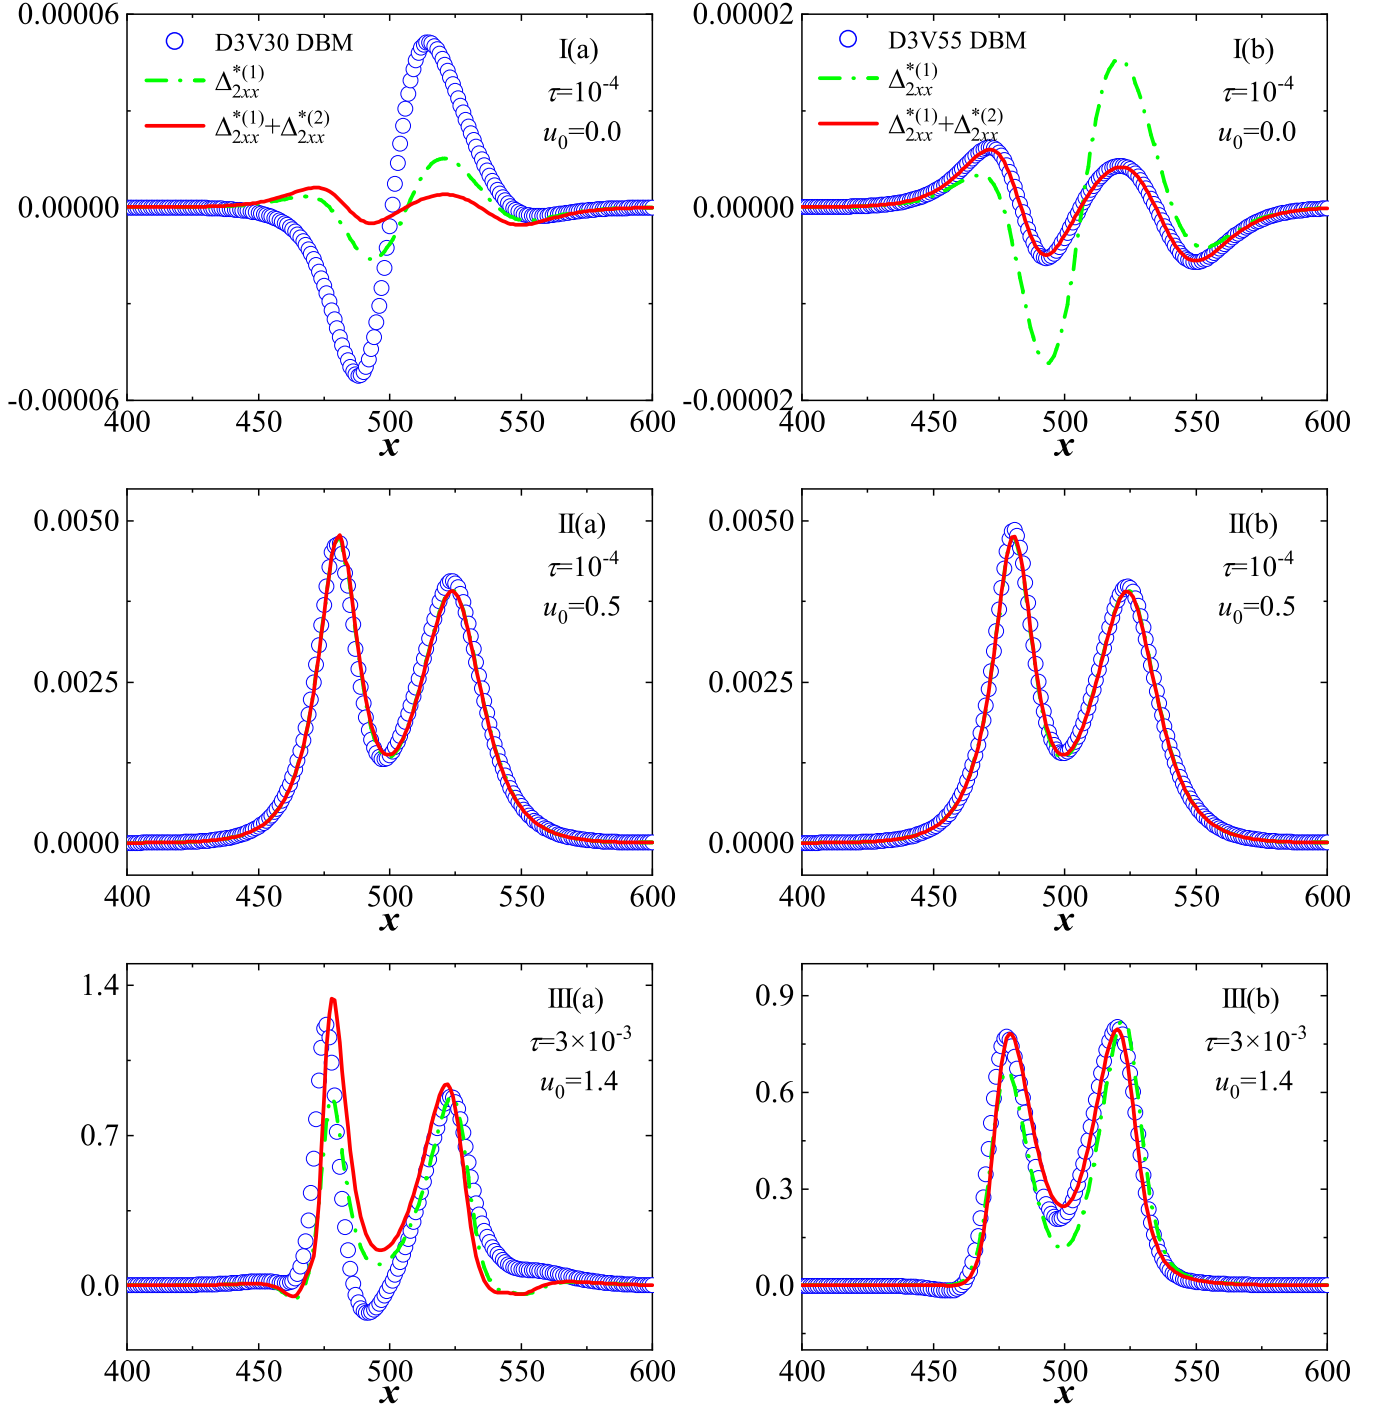 0.00006
0.00000
-0.00006
D3V30 DBM
Δ*(1)2xx
Δ*(1)2xx+Δ*(2)2xx
I(a)
τ=10-4
u0=0.0
400 450 500 550 600
x
0.00002
0.00000
-0.00002
D3V55 DBM
Δ*(1)2xx
Δ*(1)2xx+Δ*(2)2xx
I(b)
τ=10-4
u0=0.0
400 450 500 550 600
x
0.0050
0.0025
0.0000
II(a)
τ=10-4
u0=0.5
400 450 500 550 600
x
0.0050
0.0025
0.0000
II(b)
τ=10-4
u0=0.5
400 450 500 550 600
x
1.4
0.7
0.0
III(a)
τ=3×10-3
u0=1.4
400 450 500 550 600
x
0.9
0.6
0.3
0.0
III(b)
τ=3×10-3
u0=1.4
400 450 500 550 600
x